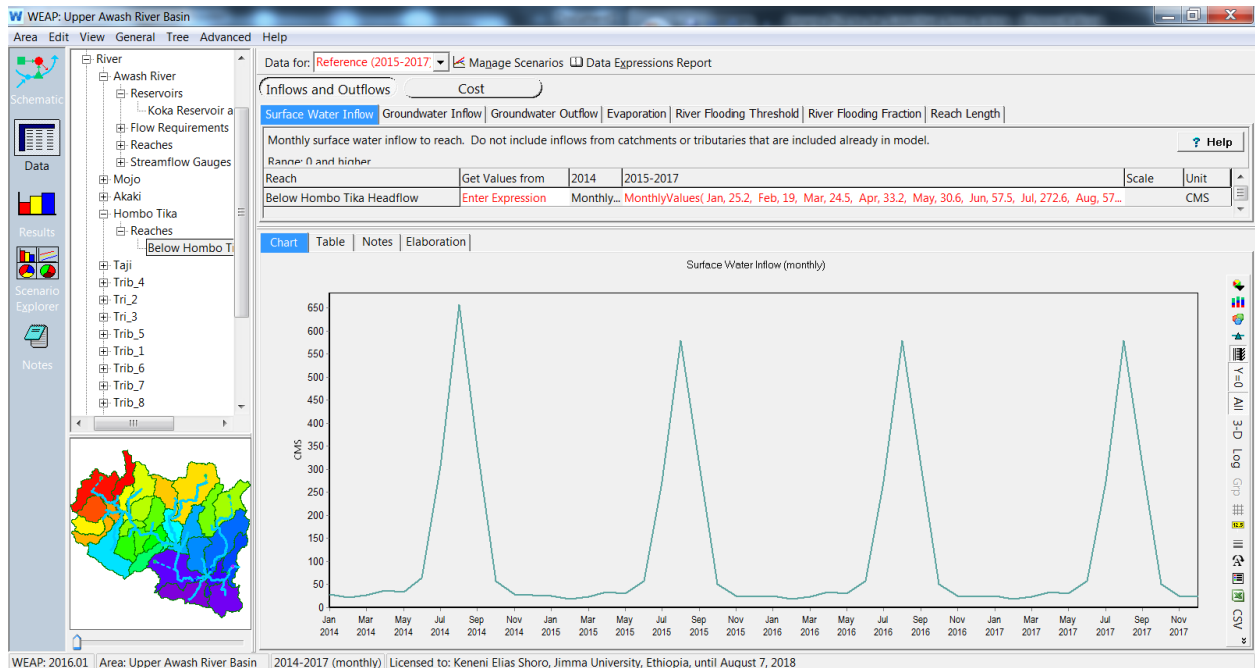 WEAP: Upper Awash River Basin
Area Edit View General Tree Advanced Help
Schematic
Data
Results
Scenario
Explorer
Notes
River
Awash River
Reservoirs
Koka Reservoir a
Flow Requirements
Reaches
Streamflow Gauges
Mojo
Akaki
Hombo Tika
Reaches
Below Hombo Ti
Taji
Trib_4
Tri_2
Tri_3
Trib_5
Trib_1
Trib_6
Trib_7
Trib_8
Data for: Reference (2015-2017 Manage Scenarios Data Expressions Report
Inflows and Outflows Cost
Surface Water Inflow Groundwater Inflow Groundwater Outflow Evaporation River Flooding Threshold River Flooding Fraction Reach Length
Monthly surface water inflow to reach. Do not include inflows from catchments or tributaries that are included already in model.
? Help
Range: 0 and higher
Reach Get Values from 2014 2015-2017 Scale Unit
Below Hombo Tika Headflow Enter Expression Monthly... MonthlyValues( Jan, 25.2, Feb, 19, Mar, 24.5, Apr, 33.2, May, 30.6, Jun, 57.5, Jul, 272.6, Aug, 57... CMS
Chart Table Notes Elaboration
Surface Water Inflow (monthly)
CMS
650
600
550
500
450
400
350
300
250
200
150
100
50
0
Jan Mar May Jul Sep Nov Jan Mar May Jul Sep Nov Jan Mar May Jul Sep Nov Jan Mar May Jul Sep Nov
2014 2014 2014 2014 2014 2014 2015 2015 2015 2015 2015 2015 2016 2016 2016 2016 2016 2016 2017 2017 2017 2017 2017 2017
Y=0
All
3-D
Log
Grp
12.5
CSV
WEAP: 2016.01 Area: Upper Awash River Basin 2014-2017 (monthly) Licensed to: Keneni Elias Shoro, Jimma University, Ethiopia, until August 7, 2018